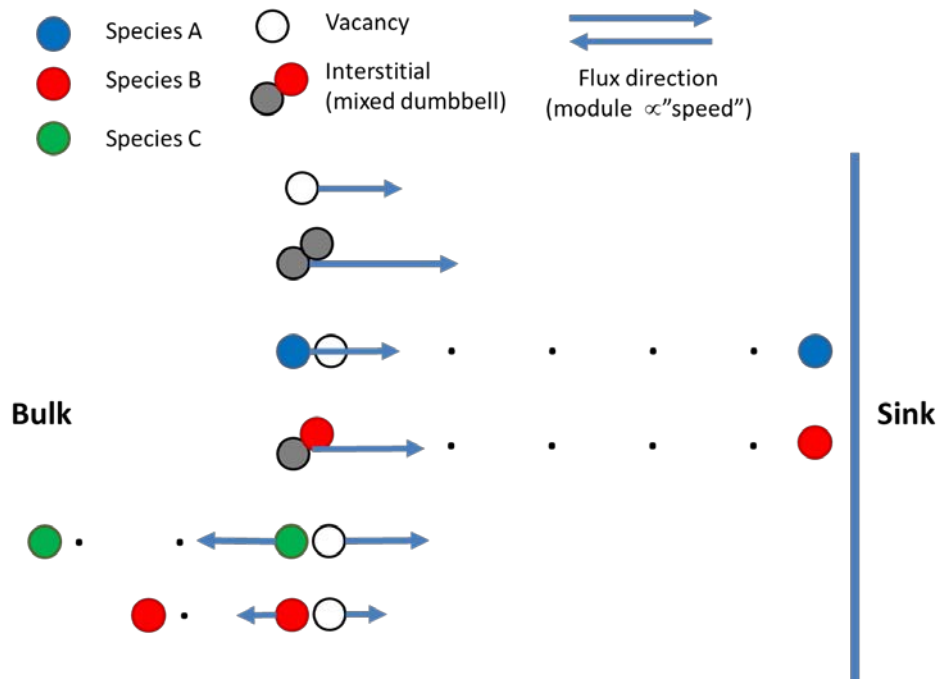 Species A
Species B
Species C
Vacancy
Interstitial
(mixed dumbbell)
Flux direction
(module ∝"speed")
Bulk
Sink